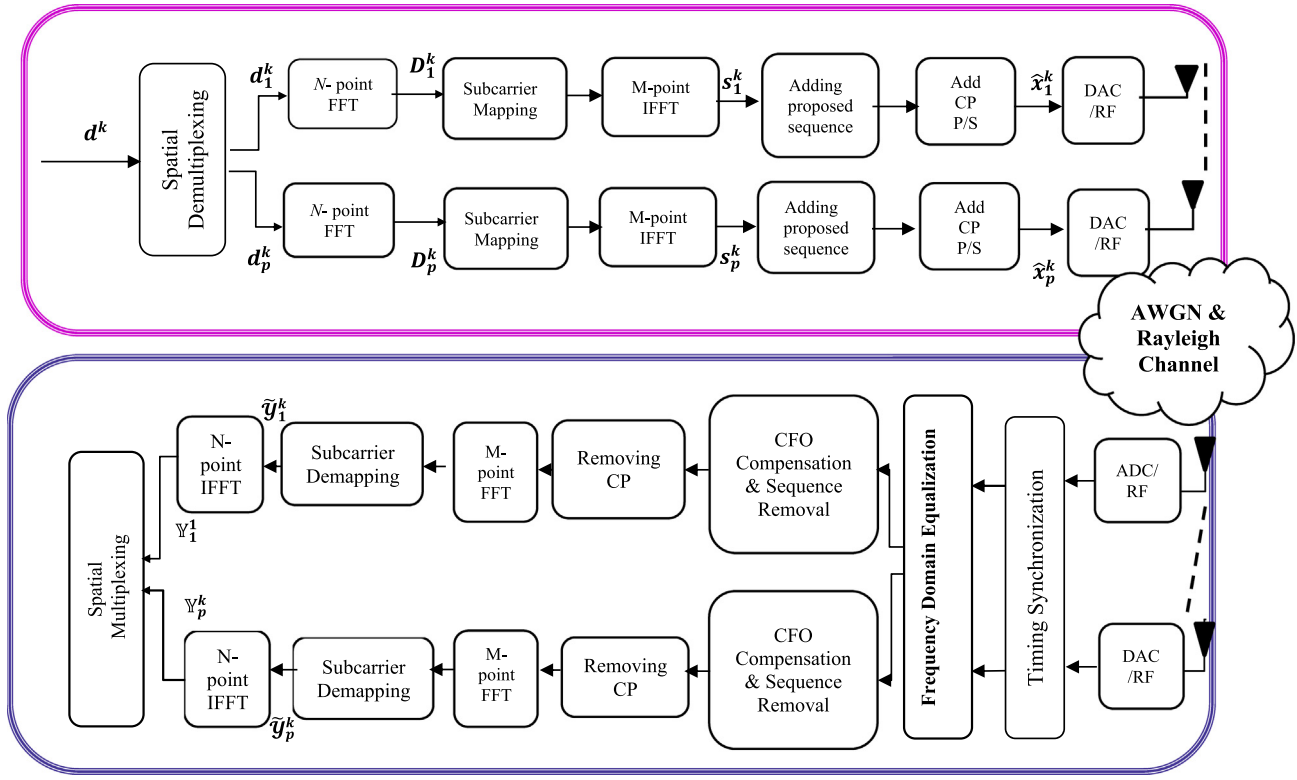 d^k
Spatial
Demultiplexing
d_1^k
N- point
FFT
D_1^k
Subcarrier
Mapping
M-point
IFFT
s_1^k
Adding
proposed
sequence
Add
CP
P/S
x̂_1^k
DAC
/RF
d_p^k
N- point
FFT
D_p^k
Subcarrier
Mapping
M-point
IFFT
s_p^k
Adding
proposed
sequence
Add
CP
P/S
x̂_p^k
DAC
/RF
AWGN &
Rayleigh
Channel
ADC/
RF
DAC
/RF
Timing Synchronization
Frequency Domain Equalization
CFO
Compensation
& Sequence
Removal
Removing
CP
M-
point
FFT
Subcarrier
Demapping
ỹ_1^k
N-
point
IFFT
𝕐_1^1
CFO
Compensation
& Sequence
Removal
Removing
CP
M-
point
FFT
Subcarrier
Demapping
ỹ_p^k
N-
point
IFFT
𝕐_p^k
Spatial
Multiplexing